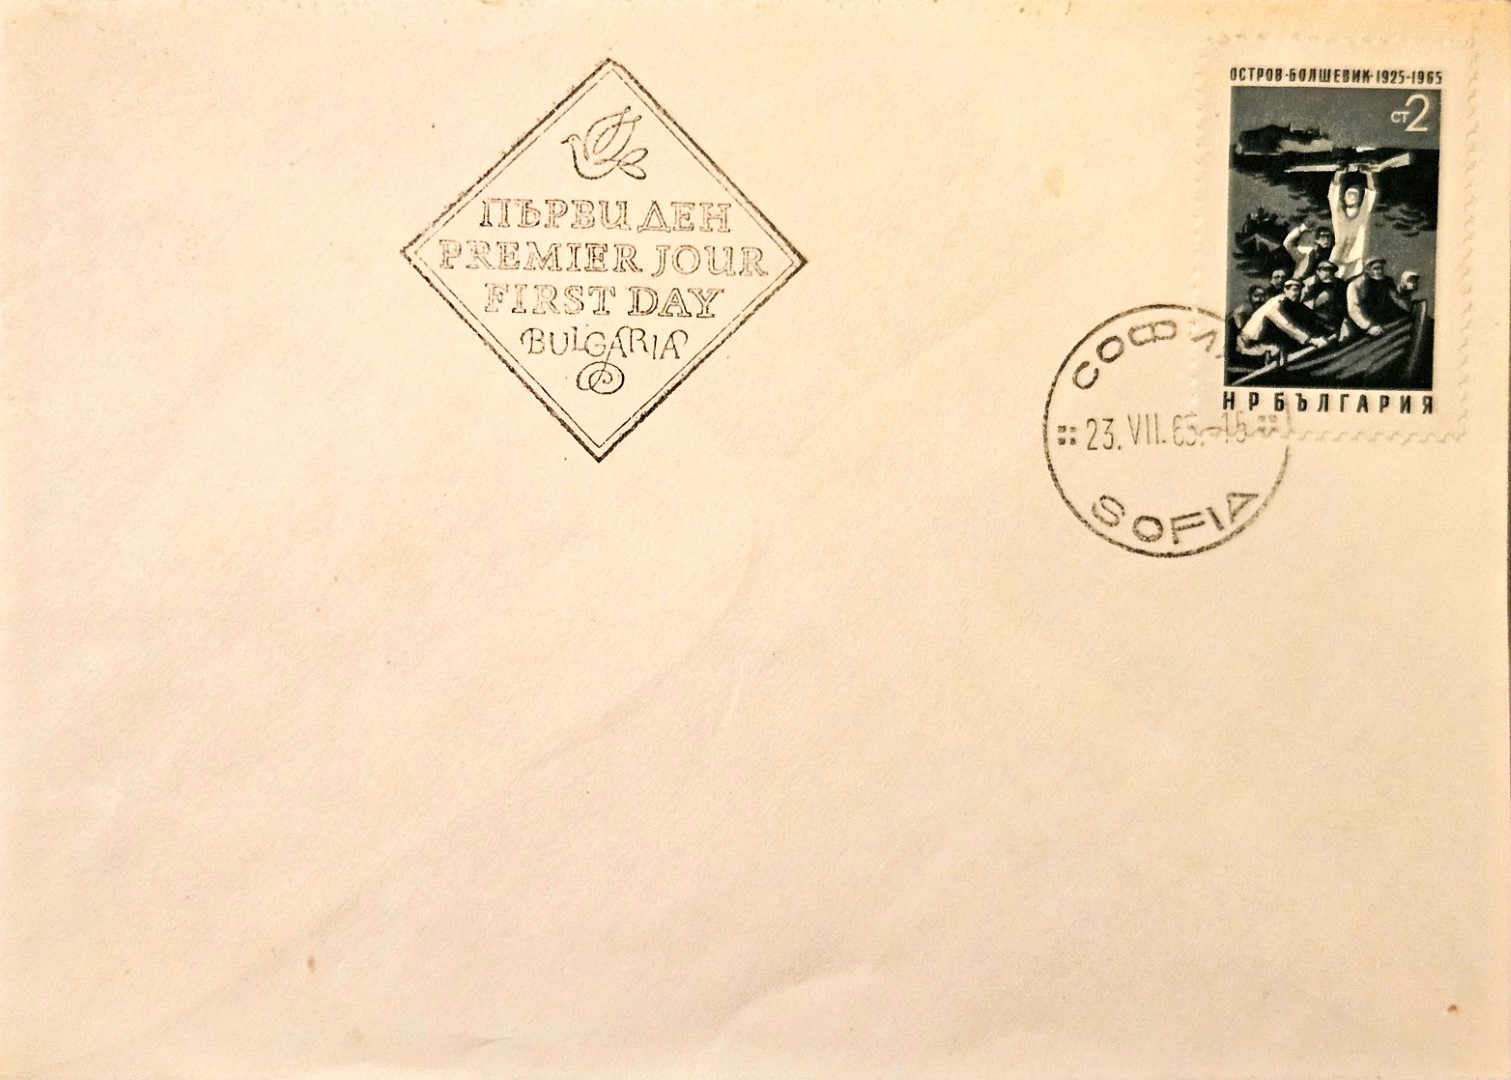 ПЪРВИ ДЕН
PREMIER JOUR
FIRST DAY
BULGARIA
ОСТРОВ·БОЛШЕВИК·1925-1965
СТ 2
НР БЪЛГАРИЯ
СОФИЯ
23. VII. 65.-15
SOFIA